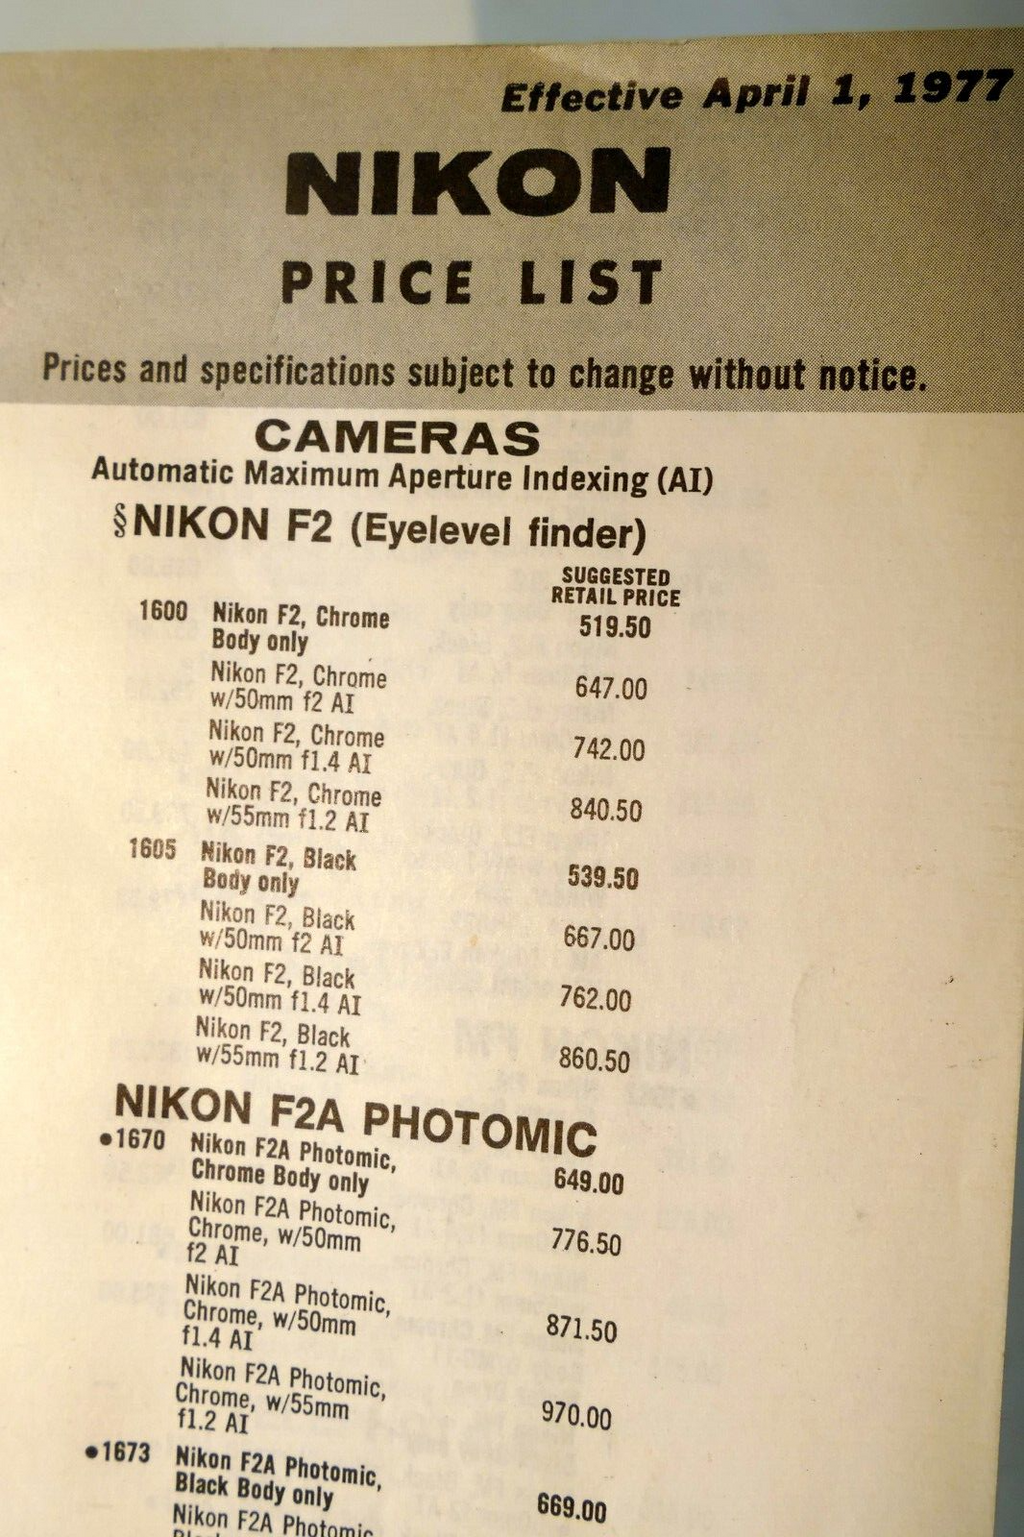 Effective April 1, 1977
NIKON
PRICE LIST
Prices and specifications subject to change without notice.
CAMERAS
Automatic Maximum Aperture Indexing (AI)
§NIKON F2 (Eyelevel finder)
SUGGESTED
RETAIL PRICE
1600 Nikon F2, Chrome
Body only 519.50
Nikon F2, Chrome
w/50mm f2 AI 647.00
Nikon F2, Chrome
w/50mm f1.4 AI 742.00
Nikon F2, Chrome
w/55mm f1.2 AI 840.50
1605 Nikon F2, Black
Body only 539.50
Nikon F2, Black
w/50mm f2 AI 667.00
Nikon F2, Black
w/50mm f1.4 AI 762.00
Nikon F2, Black
w/55mm f1.2 AI 860.50
NIKON F2A PHOTOMIC
•1670 Nikon F2A Photomic,
Chrome Body only 649.00
Nikon F2A Photomic,
Chrome, w/50mm 776.50
f2 AI
Nikon F2A Photomic,
Chrome, w/50mm 871.50
f1.4 AI
Nikon F2A Photomic,
Chrome, w/55mm 970.00
f1.2 AI
•1673 Nikon F2A Photomic,
Black Body only 669.00
Nikon F2A Photomic